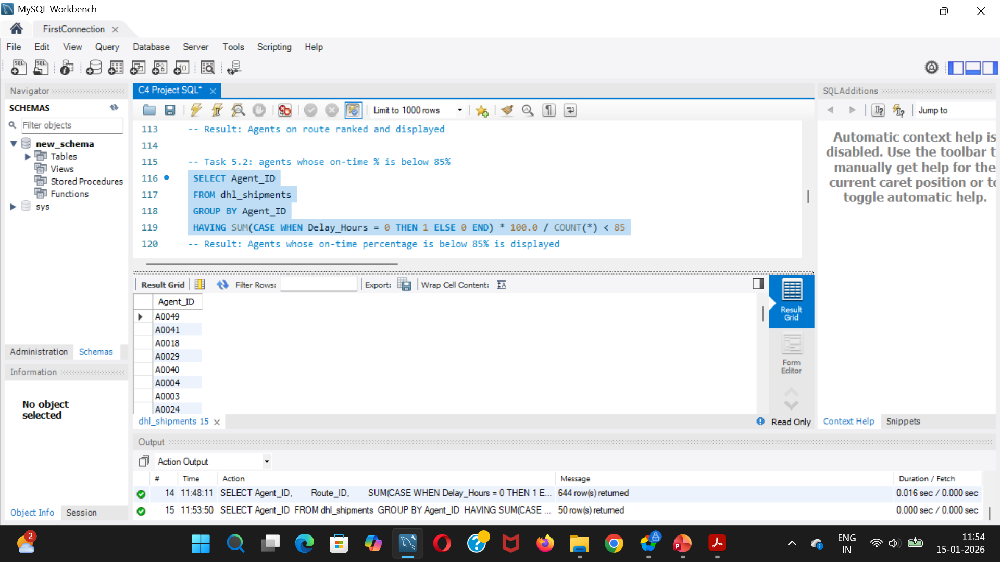 MySQL Workbench
FirstConnection
File Edit View Query Database Server Tools Scripting Help
Navigator
SCHEMAS
Filter objects
new_schema
Tables
Views
Stored Procedures
Functions
sys
Administration Schemas
Information
No object
selected
Object Info Session
C4 Project SQL*
Limit to 1000 rows
113 -- Result: Agents on route ranked and displayed
114
115 -- Task 5.2: agents whose on-time % is below 85%
116 SELECT Agent_ID
117 FROM dhl_shipments
118 GROUP BY Agent_ID
119 HAVING SUM(CASE WHEN Delay_Hours = 0 THEN 1 ELSE 0 END) * 100.0 / COUNT(*) < 85
120 -- Result: Agents whose on-time percentage is below 85% is displayed
Result Grid Filter Rows: Export: Wrap Cell Content:
Agent_ID
A0049
A0041
A0018
A0029
A0040
A0004
A0003
A0024
Result
Grid
Form
Editor
dhl_shipments 15
Read Only
SQLAdditions
Jump to
Automatic context help is
disabled. Use the toolbar t
manually get help for the
current caret position or to
toggle automatic help.
Context Help Snippets
Output
Action Output
# Time Action Message Duration / Fetch
14 11:48:11 SELECT Agent_ID, Route_ID, SUM(CASE WHEN Delay_Hours = 0 THEN 1 E... 644 row(s) returned 0.016 sec / 0.000 sec
15 11:53:50 SELECT Agent_ID FROM dhl_shipments GROUP BY Agent_ID HAVING SUM(CASE ... 50 row(s) returned 0.000 sec / 0.000 sec
2
ENG
IN
11:54
15-01-2026